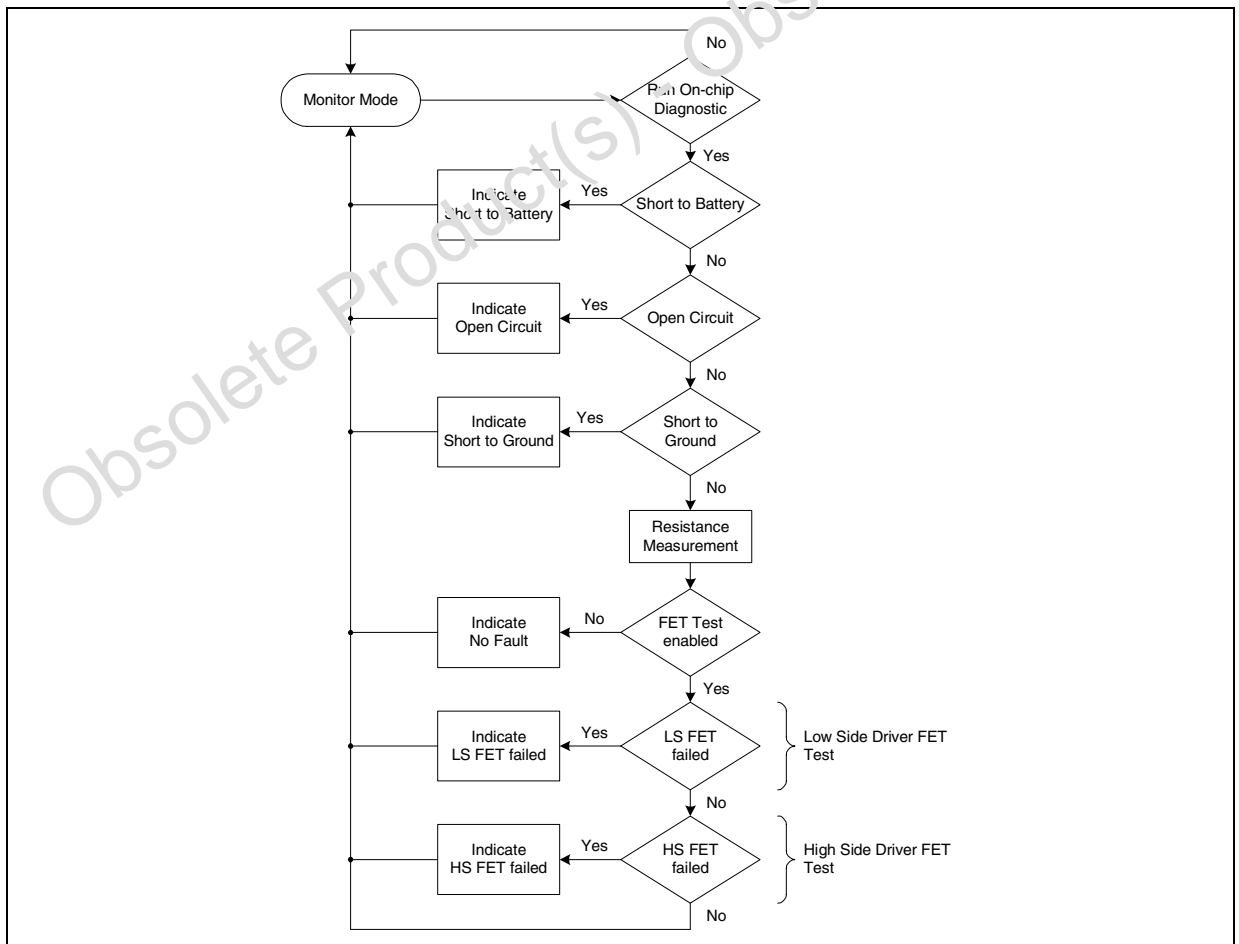 No
Monitor Mode
Run On-chip
Diagnostic
Yes
Indicate
Short to Battery
Yes
Short to Battery
No
Indicate
Open Circuit
Yes
Open Circuit
No
Indicate
Short to Ground
Yes
Short to
Ground
No
Resistance
Measurement
Indicate
No Fault
No
FET Test
enabled
Yes
Indicate
LS FET failed
Yes
LS FET
failed
Low Side Driver FET
Test
No
Indicate
HS FET failed
Yes
HS FET
failed
High Side Driver FET
Test
No
Obsolete Product(s) - Obs